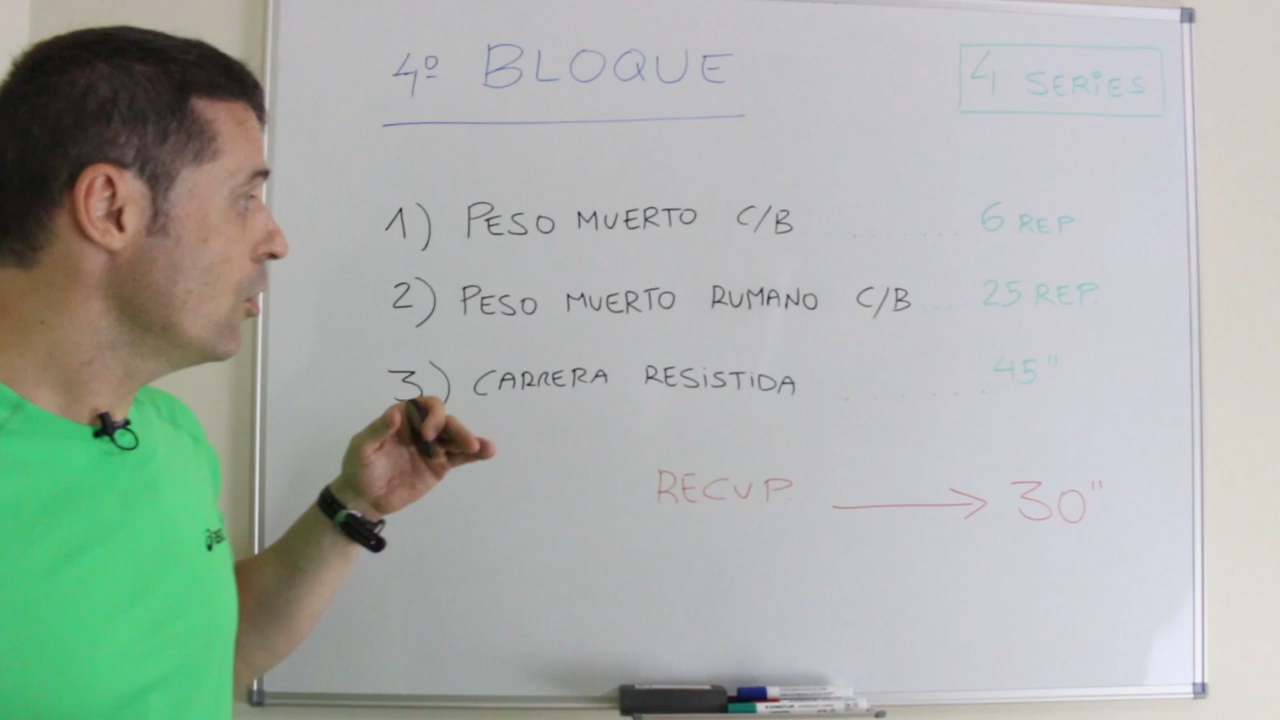 4º BLOQUE
4 SERIES
1) PESO MUERTO C/B .......... 6 REP
2) PESO MUERTO RUMANO C/B ... 25 REP.
3) CARRERA RESISTIDA .......... 45"
RECUP. → 30"